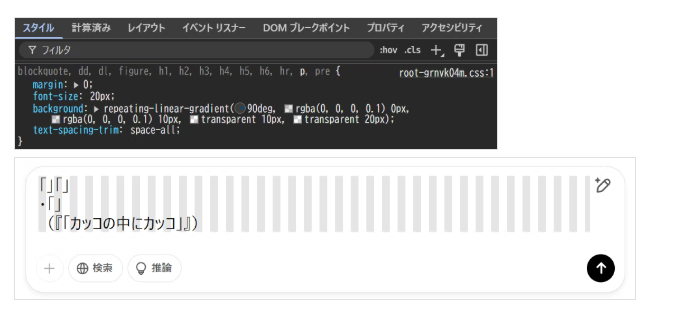 スタイル 計算済み レイアウト イベント リスナー DOM ブレークポイント プロパティ アクセシビリティ
フィルタ :hov .cls
blockquote, dd, dl, figure, h1, h2, h3, h4, h5, h6, hr, p, pre { root-grnvk04m.css:1
margin: ▶ 0;
font-size: 20px;
background: ▶ repeating-linear-gradient(90deg, rgba(0, 0, 0, 0.1) 0px,
rgba(0, 0, 0, 0.1) 10px, transparent 10px, transparent 20px);
text-spacing-trim: space-all;
}
「」「」
・「」
（『「カッコの中にカッコ」』）
検索 推論